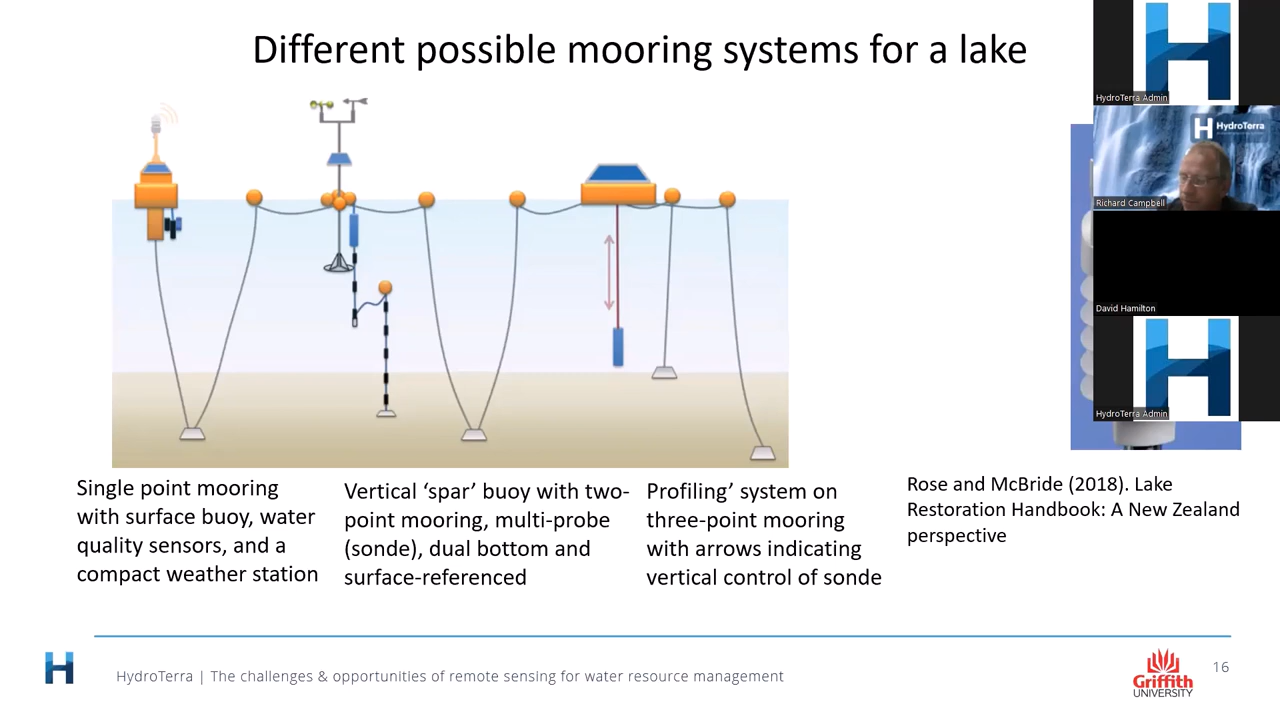 Different possible mooring systems for a lake
HydroTerra Admin
HydroTerra
Richard Campbell
David Hamilton
HydroTerra Admin
Single point mooring
with surface buoy, water
quality sensors, and a
compact weather station
Vertical ‘spar’ buoy with two-
point mooring, multi-probe
(sonde), dual bottom and
surface-referenced
Profiling’ system on
three-point mooring
with arrows indicating
vertical control of sonde
Rose and McBride (2018). Lake
Restoration Handbook: A New Zealand
perspective
HydroTerra | The challenges & opportunities of remote sensing for water resource management
Griffith
UNIVERSITY
16